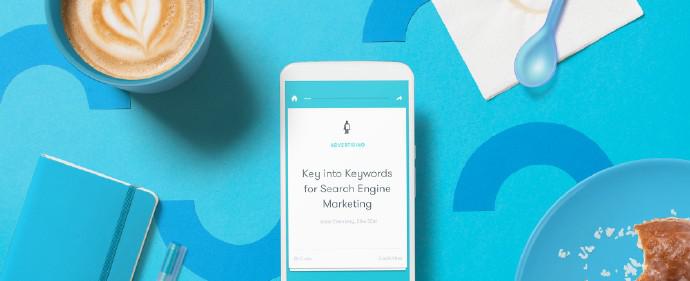 ADVERTISING
Key into Keywords
for Search Engine
Marketing